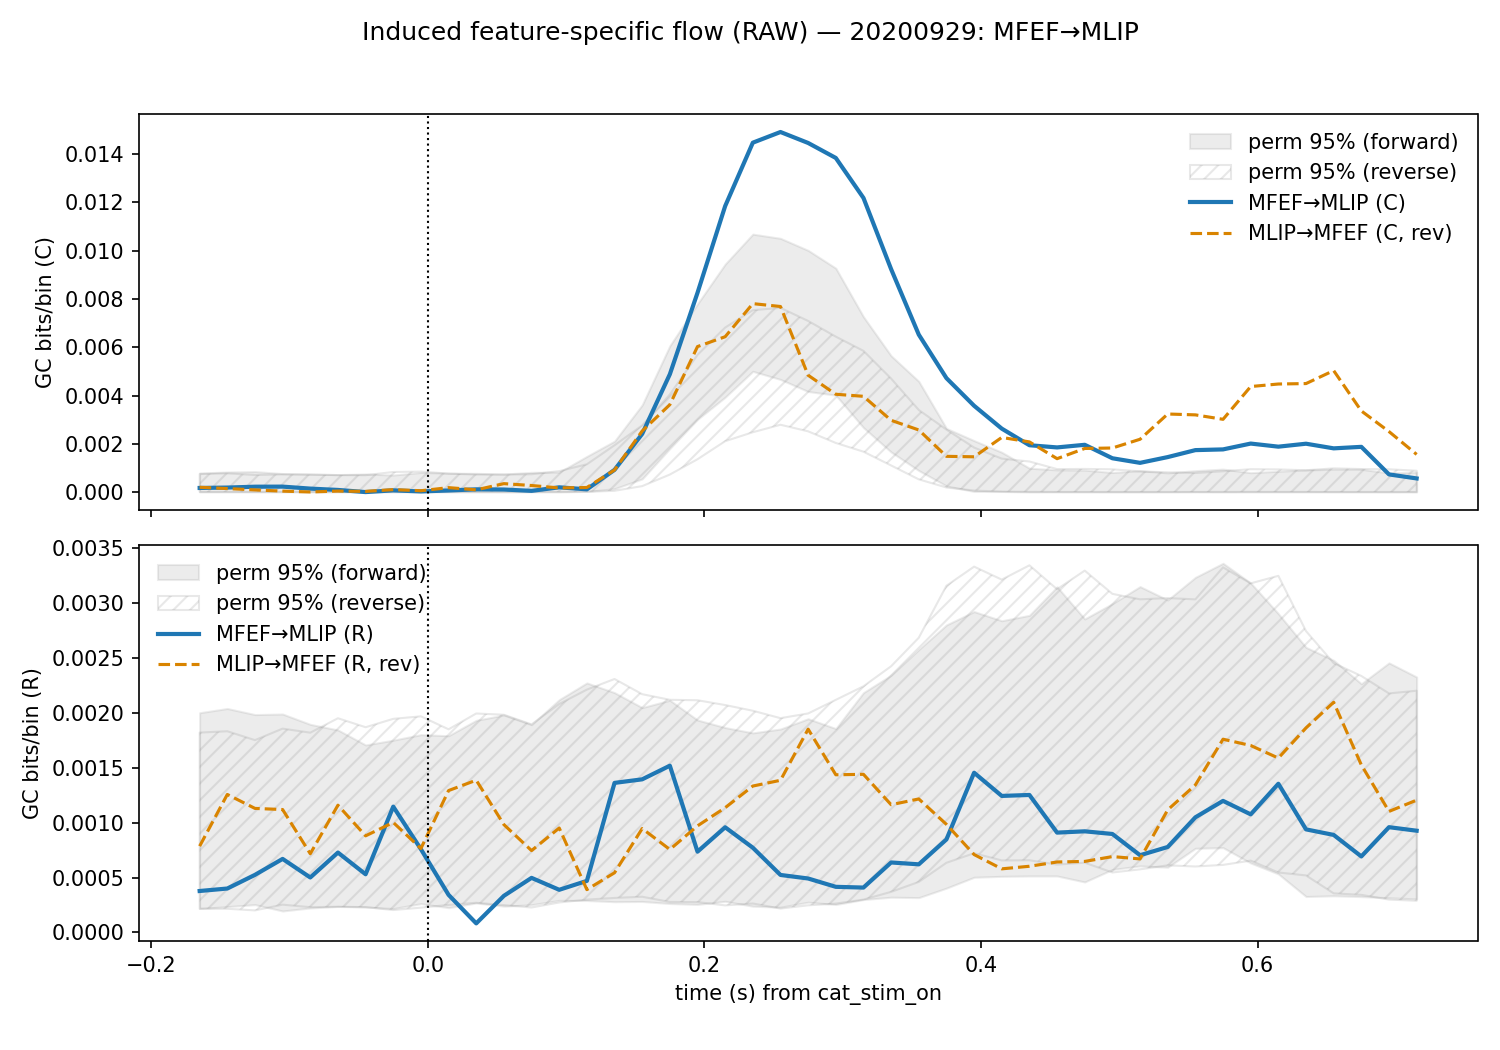 Induced feature-specific flow (RAW) — 20200929: MFEF→MLIP
GC bits/bin (C)
0.014
0.012
0.010
0.008
0.006
0.004
0.002
0.000
perm 95% (forward)
perm 95% (reverse)
MFEF→MLIP (C)
MLIP→MFEF (C, rev)
GC bits/bin (R)
0.0035
0.0030
0.0025
0.0020
0.0015
0.0010
0.0005
0.0000
perm 95% (forward)
perm 95% (reverse)
MFEF→MLIP (R)
MLIP→MFEF (R, rev)
−0.2 0.0 0.2 0.4 0.6
time (s) from cat_stim_on